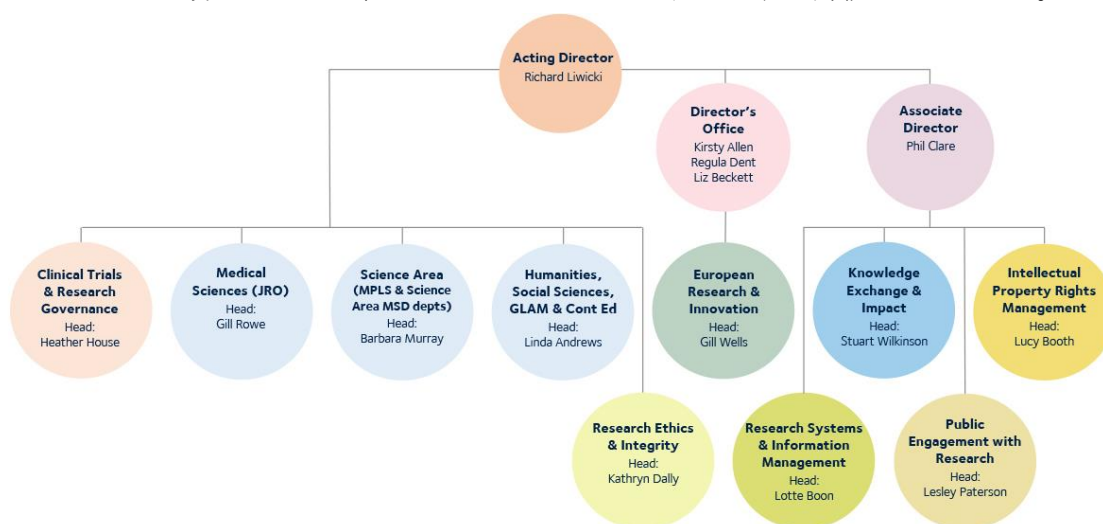 Acting Director
Richard Liwicki
Director's
Office
Kirsty Allen
Regula Dent
Liz Beckett
Associate
Director
Phil Clare
Clinical Trials
& Research
Governance
Head:
Heather House
Medical
Sciences (JRO)
Head:
Gill Rowe
Science Area
(MPLS & Science
Area MSD depts)
Head:
Barbara Murray
Humanities,
Social Sciences,
GLAM & Cont Ed
Head:
Linda Andrews
European
Research &
Innovation
Head:
Gill Wells
Knowledge
Exchange &
Impact
Head:
Stuart Wilkinson
Intellectual
Property Rights
Management
Head:
Lucy Booth
Research Ethics
& Integrity
Head:
Kathryn Dally
Research Systems
& Information
Management
Head:
Lotte Boon
Public
Engagement with
Research
Head:
Lesley Paterson